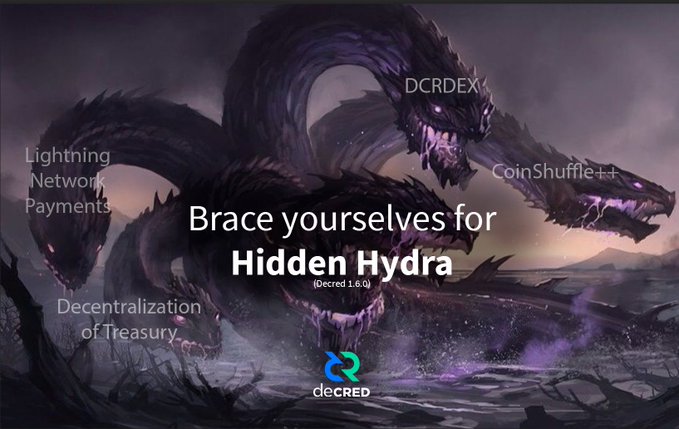 DCRDEX
CoinShuffle++
Lightning
Network
Payments
Brace yourselves for
Hidden Hydra
(Decred 1.6.0)
Decentralization
of Treasury
deCRED